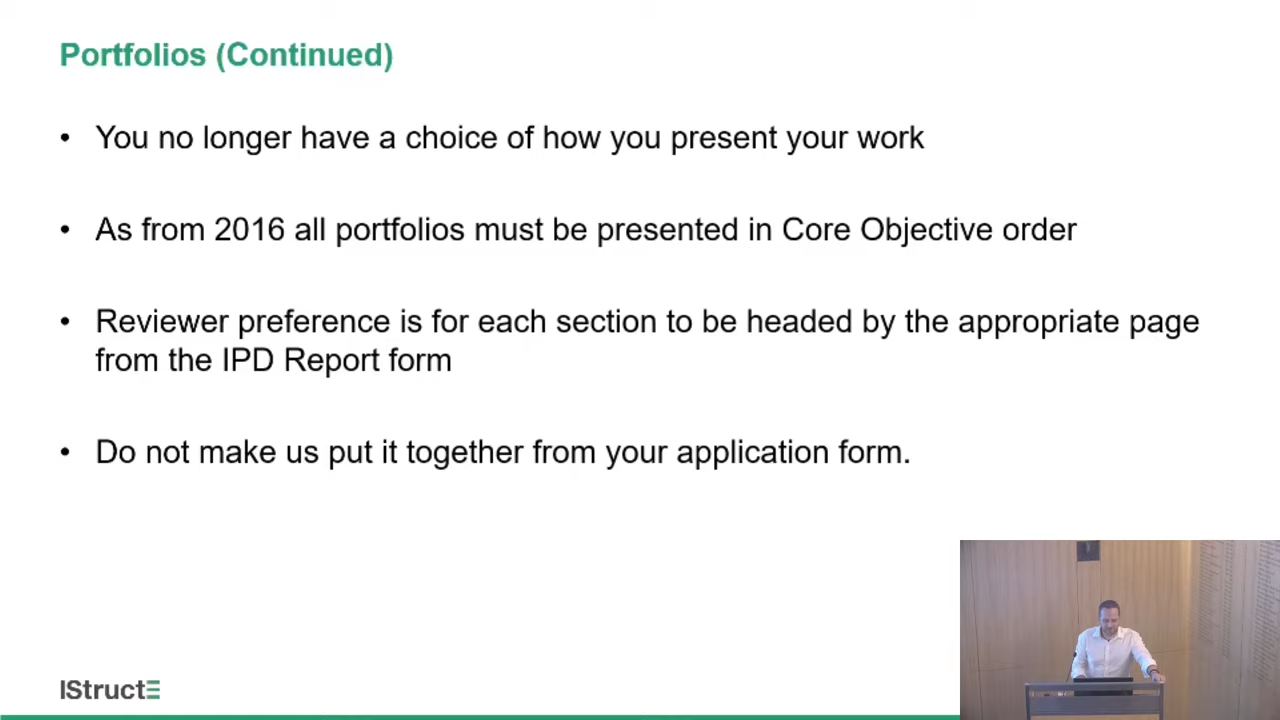 Portfolios (Continued)
• You no longer have a choice of how you present your work
• As from 2016 all portfolios must be presented in Core Objective order
• Reviewer preference is for each section to be headed by the appropriate page
from the IPD Report form
• Do not make us put it together from your application form.
IStructE